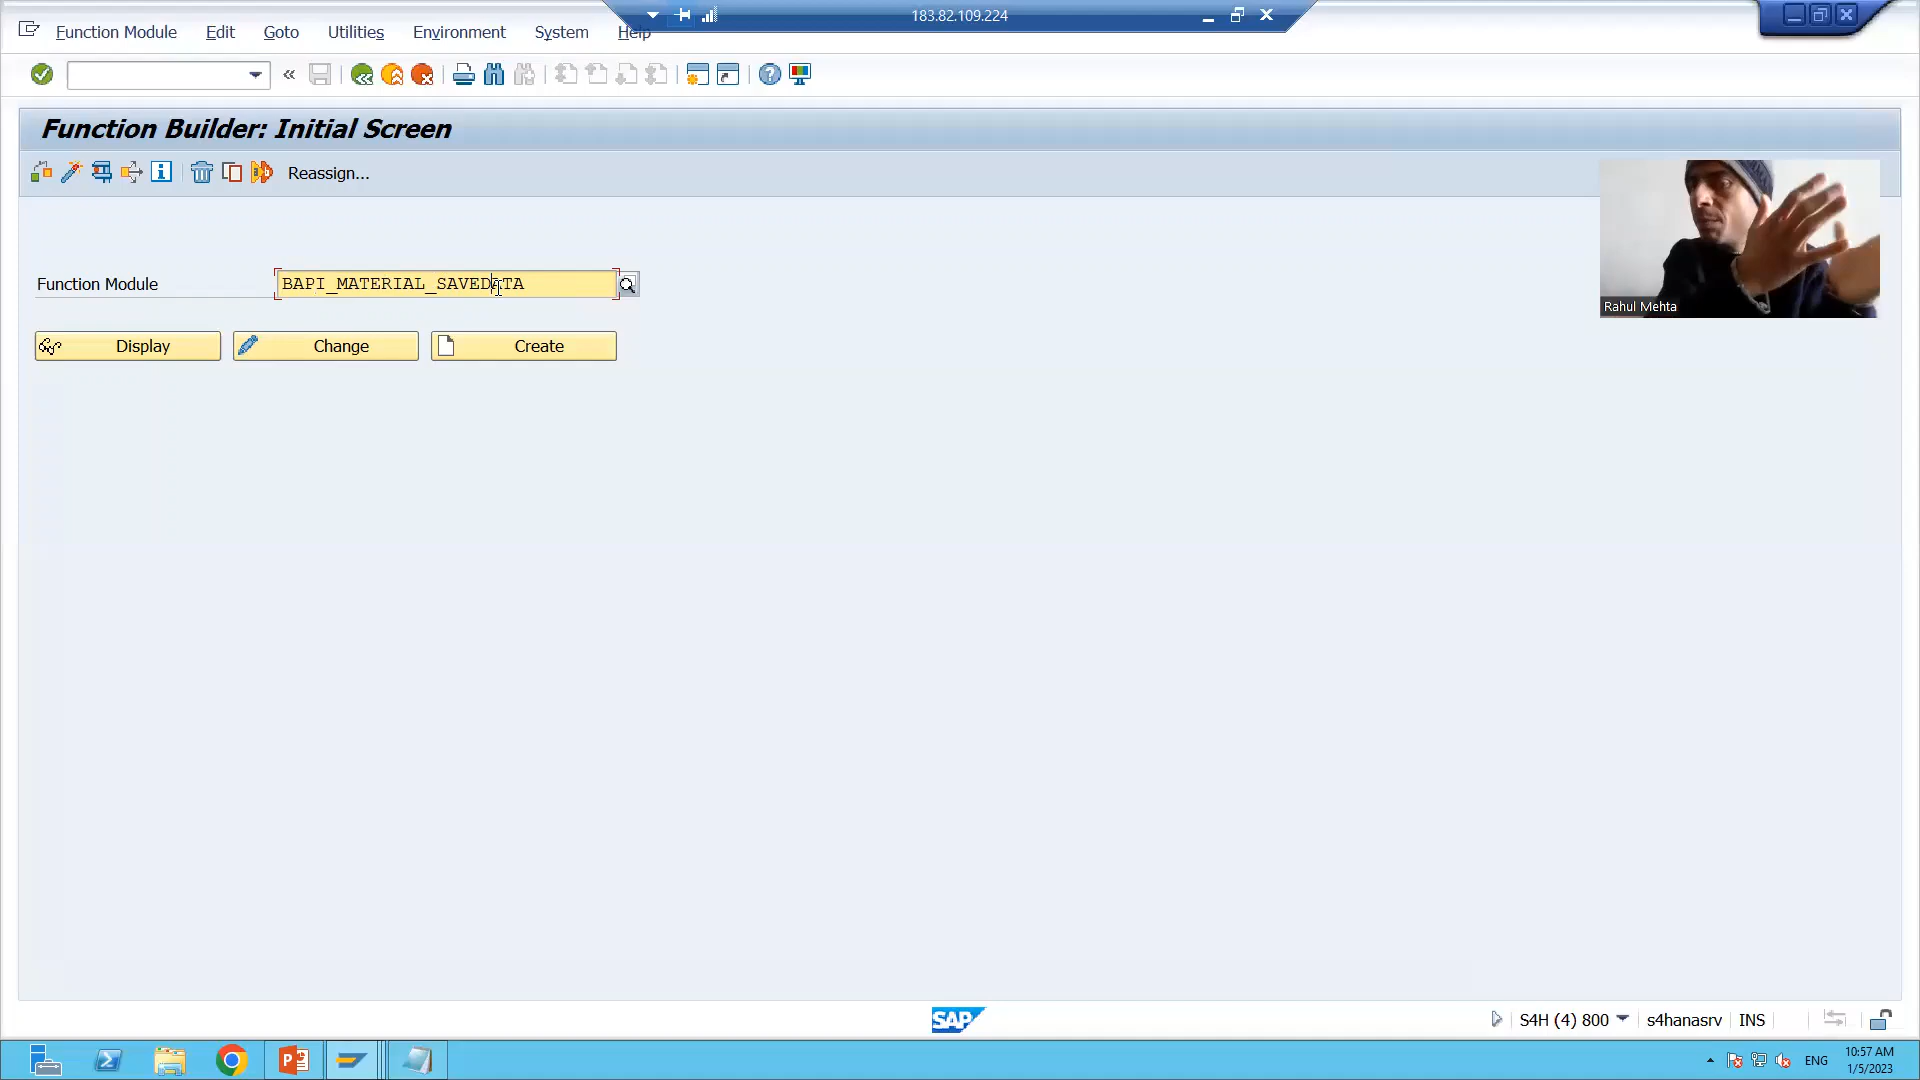 183.82.109.224
Function Module Edit Goto Utilities Environment System Help
Function Builder: Initial Screen
Reassign...
Function Module BAPI_MATERIAL_SAVEDATA
Display Change Create
Rahul Mehta
SAP
S4H (4) 800 s4hanasrv INS
ENG 10:57 AM
1/5/2023